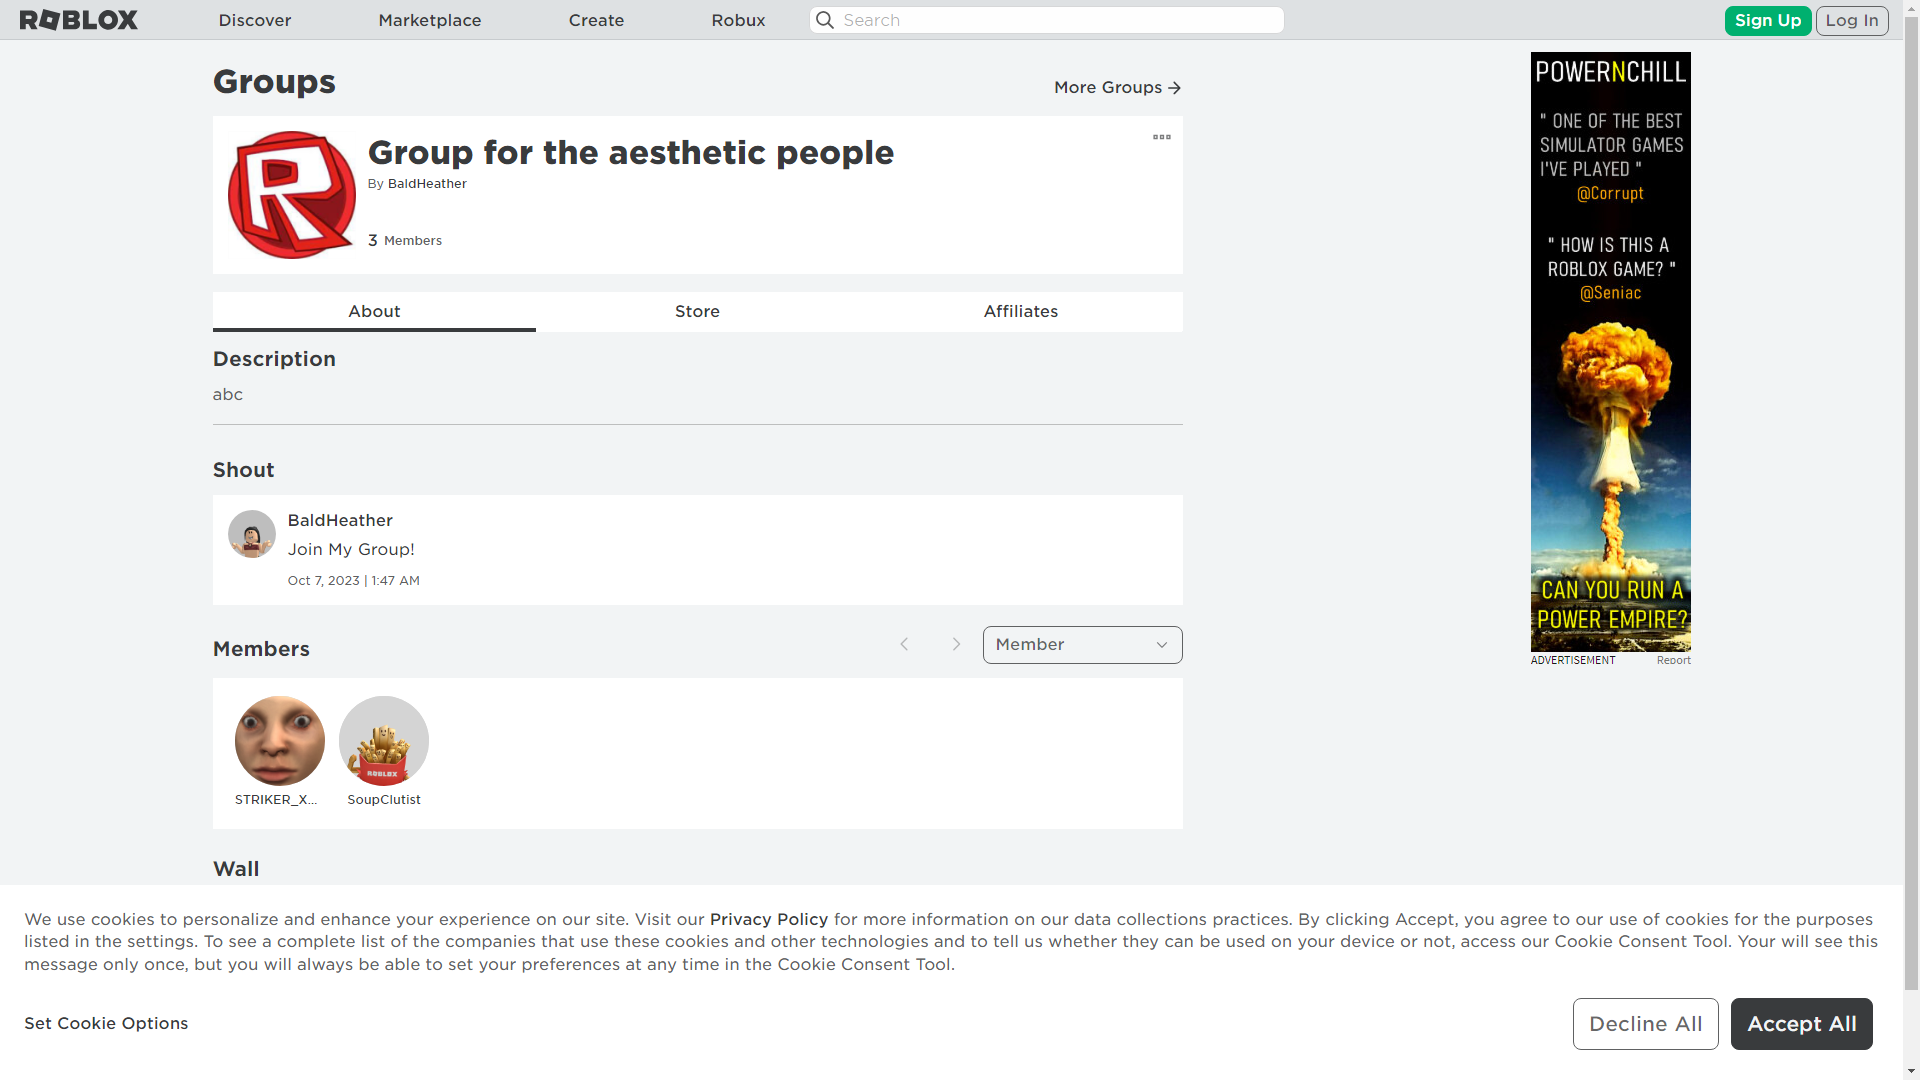 ROBLOX
Discover
Marketplace
Create
Robux
Search
Sign Up
Log In
Groups
More Groups
Group for the aesthetic people
By BaldHeather
3 Members
About
Store
Affiliates
Description
abc
Shout
BaldHeather
Join My Group!
Oct 7, 2023 | 1:47 AM
Members
Member
STRIKER_X...
ROBLOX
SoupClutist
Wall
POWERNCHILL
" ONE OF THE BEST
SIMULATOR GAMES
I'VE PLAYED "
@Corrupt
" HOW IS THIS A
ROBLOX GAME? "
@Seniac
CAN YOU RUN A
POWER EMPIRE?
ADVERTISEMENT
Report
We use cookies to personalize and enhance your experience on our site. Visit our Privacy Policy for more information on our data collections practices. By clicking Accept, you agree to our use of cookies for the purposes
listed in the settings. To see a complete list of the companies that use these cookies and other technologies and to tell us whether they can be used on your device or not, access our Cookie Consent Tool. Your will see this
message only once, but you will always be able to set your preferences at any time in the Cookie Consent Tool.
Set Cookie Options
Decline All
Accept All